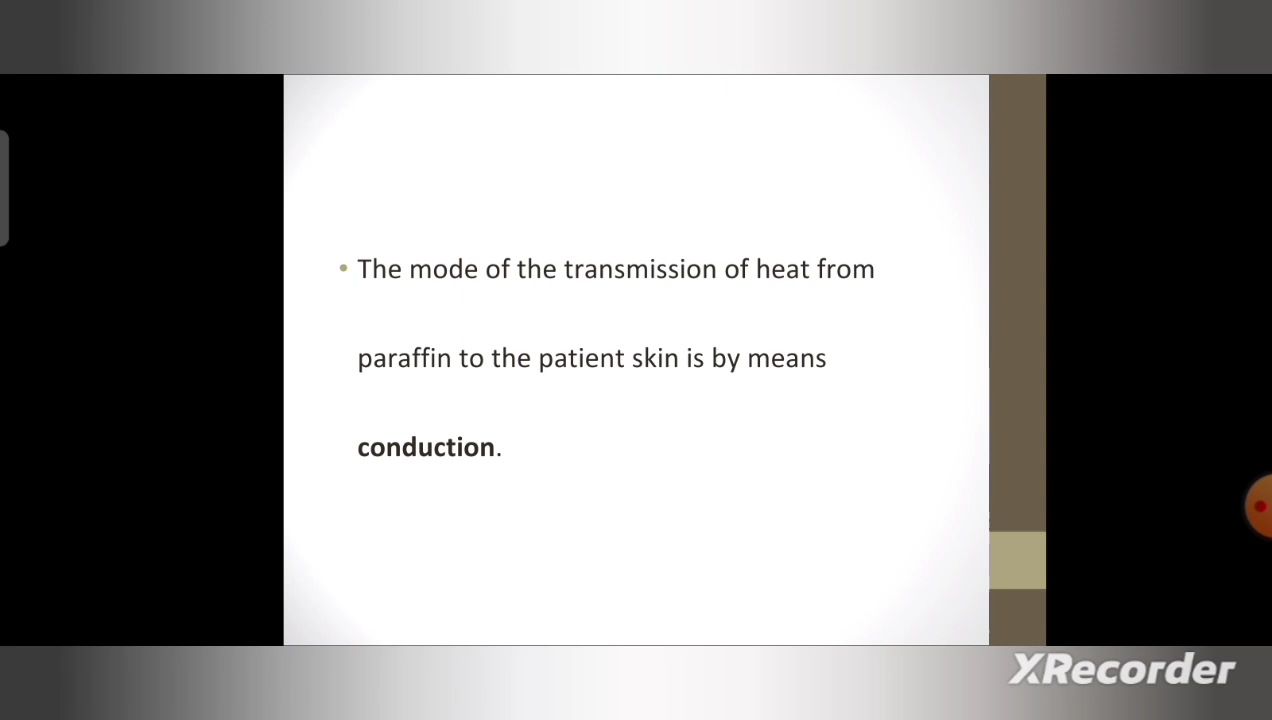 • The mode of the transmission of heat from
paraffin to the patient skin is by means
conduction.
XRecorder